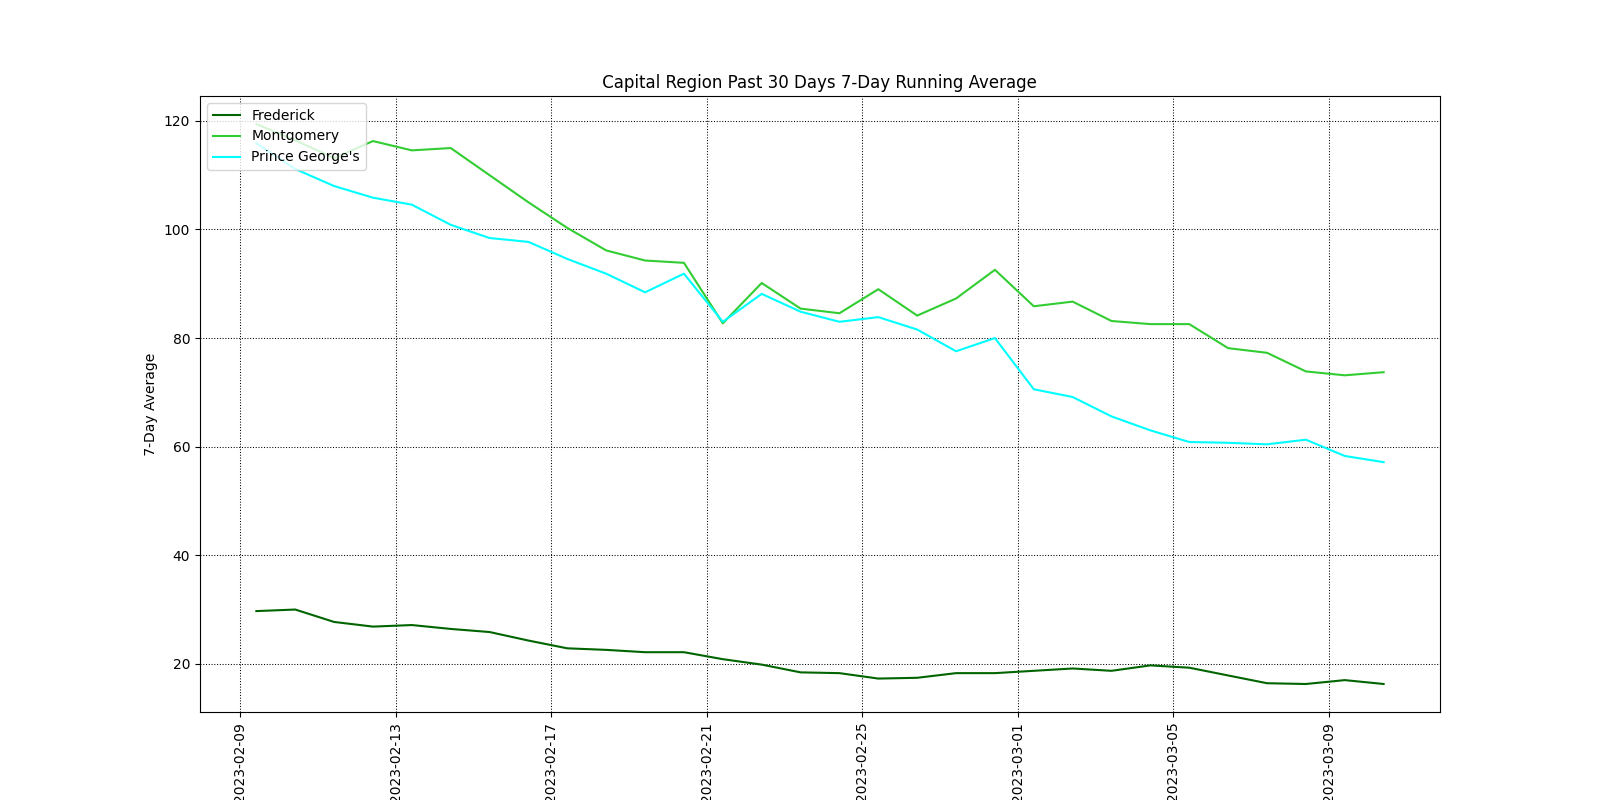 Capital Region Past 30 Days 7-Day Running Average
Frederick
Montgomery
Prince George's
120
100
80
60
40
20
7-Day Average
2023-02-09
2023-02-13
2023-02-17
2023-02-21
2023-02-25
2023-03-01
2023-03-05
2023-03-09